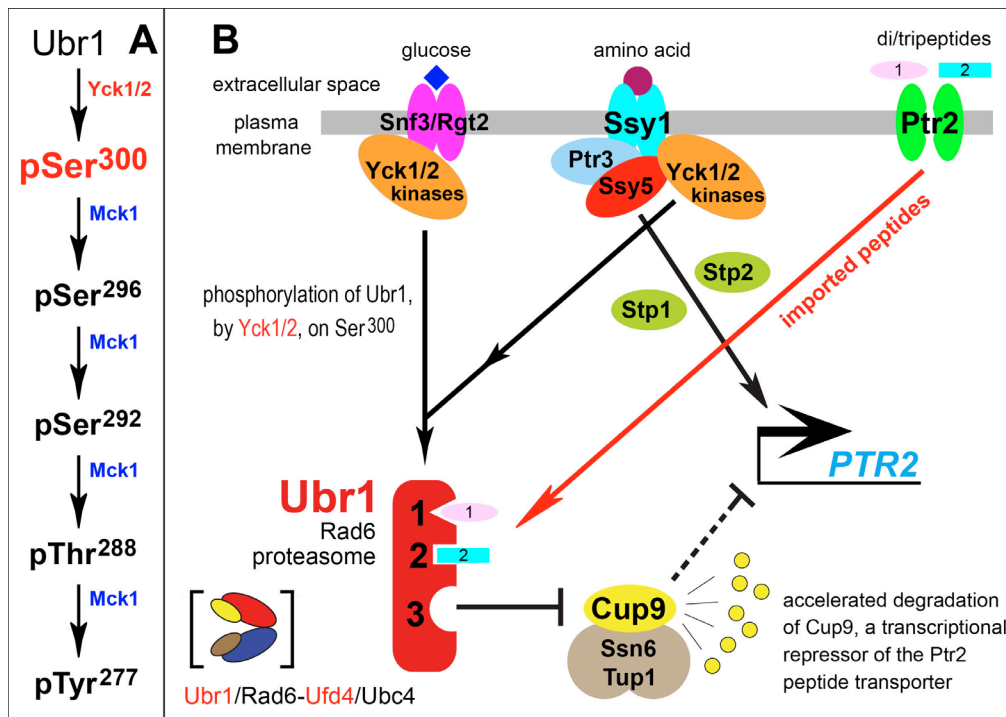 Ubr1
A
Yck1/2
pSer300
Mck1
pSer296
Mck1
pSer292
Mck1
pThr288
Mck1
pTyr277
B
glucose
amino acid
di/tripeptides
1
2
extracellular space
plasma
membrane
Snf3/Rgt2
Ssy1
Ptr2
Yck1/2
kinases
Ptr3
Ssy5
Yck1/2
kinases
imported peptides
Stp2
Stp1
phosphorylation of Ubr1,
by Yck1/2, on Ser300
PTR2
Ubr1
Rad6
proteasome
1
1
2
2
3
Cup9
Ssn6
Tup1
accelerated degradation
of Cup9, a transcriptional
repressor of the Ptr2
peptide transporter
Ubr1/Rad6-Ufd4/Ubc4